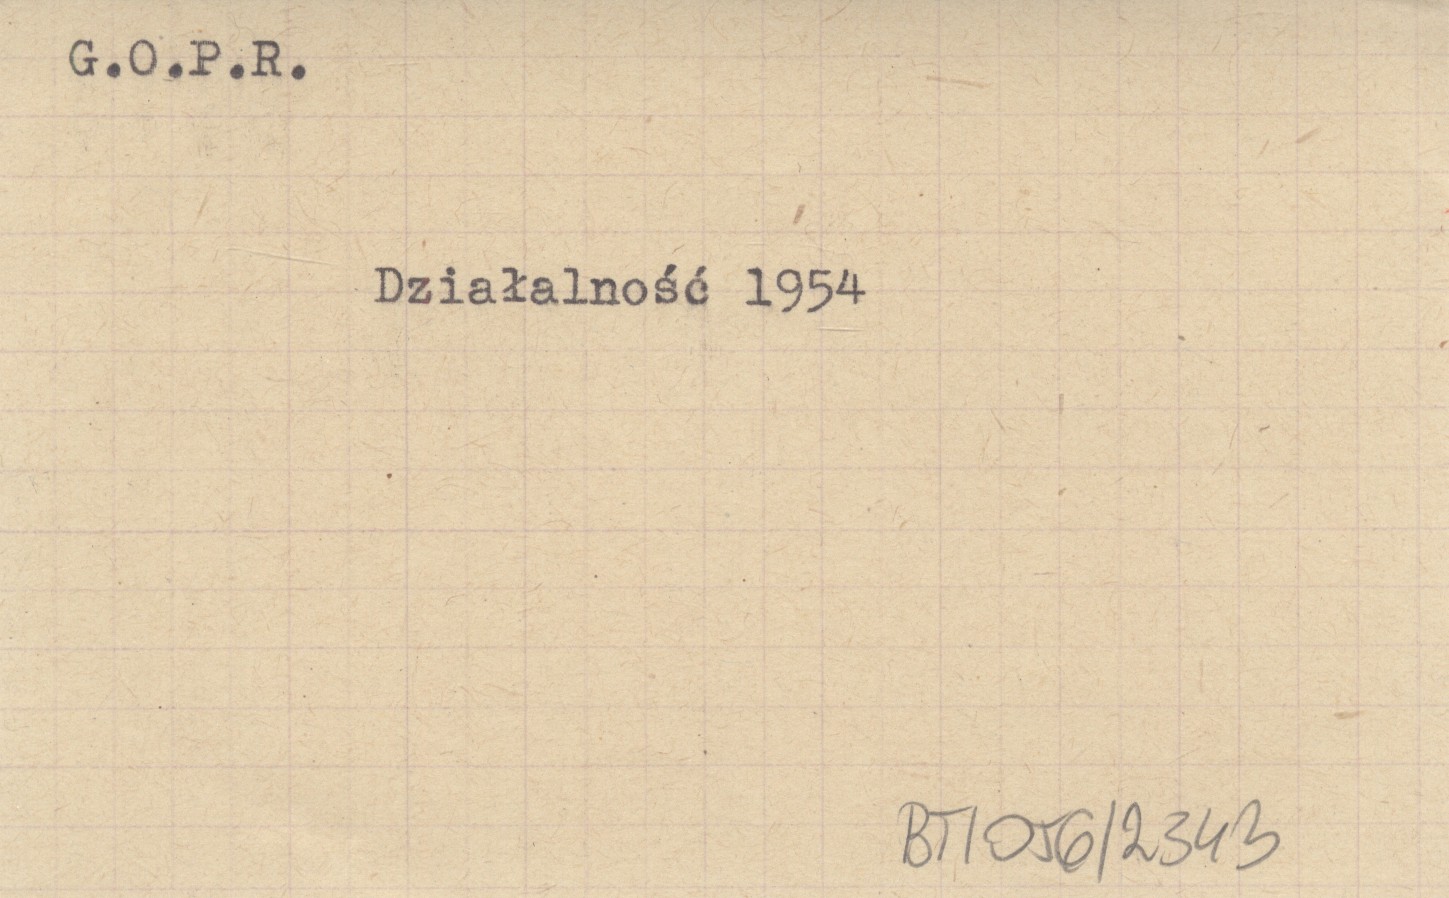 G.O.P.R.
Działalność 1954
BT/056/2343